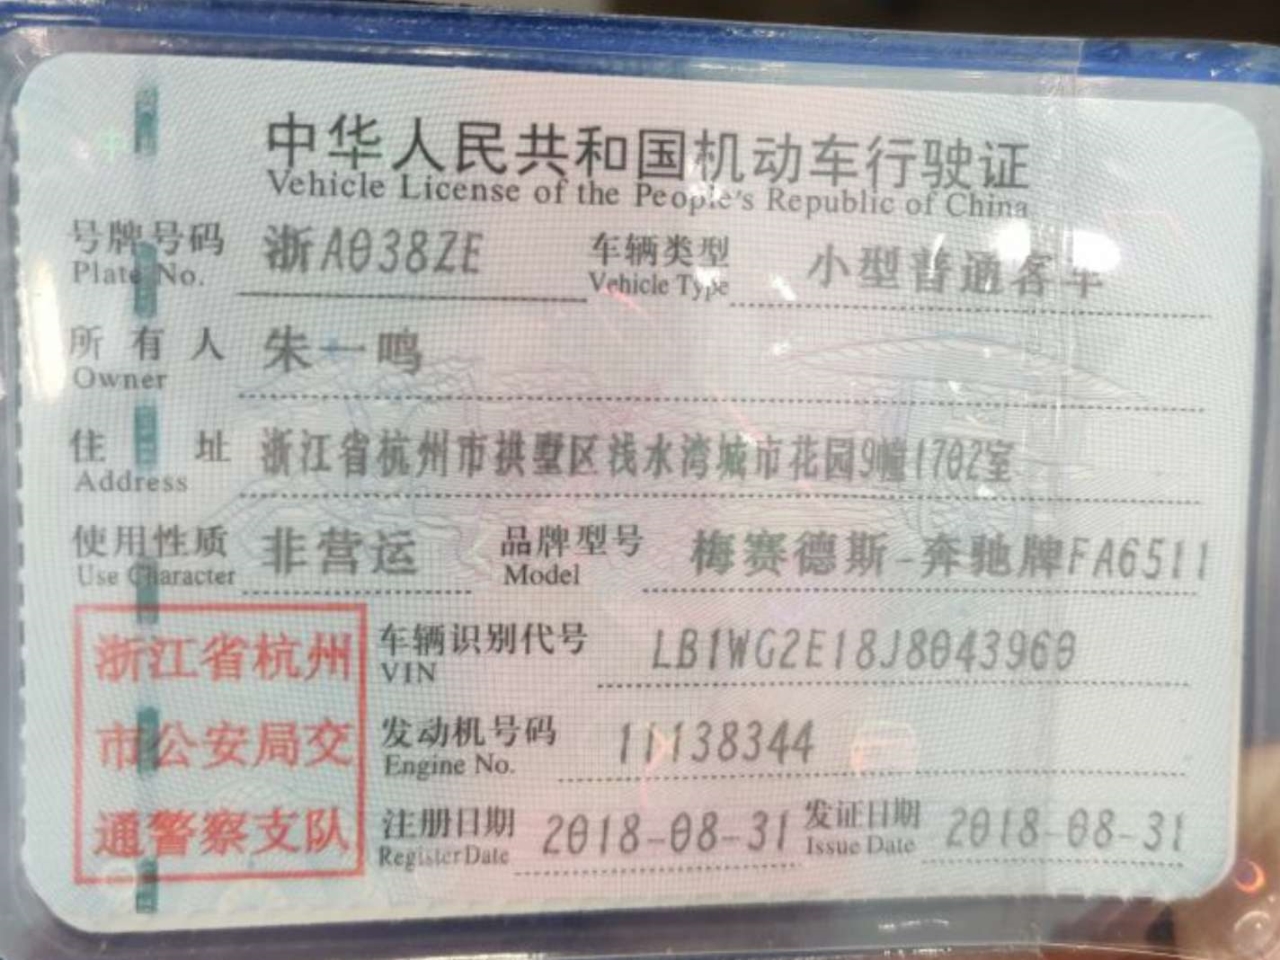 中华人民共和国机动车行驶证
Vehicle License of the People's Republic of China
号牌号码 浙A038ZE 车辆类型 小型普通客车
Plate No. Vehicle Type
所有人 朱一鸣
Owner
住址 浙江省杭州市拱墅区浅水湾城市花园9幢1702室
Address
使用性质 非营运 品牌型号 梅赛德斯-奔驰牌FA6511
Use Character Model
浙江省杭州
市公安局交
通警察支队
车辆识别代号 LB1WG2E18J8043960
VIN
发动机号码 11138344
Engine No.
注册日期 2018-08-31 发证日期 2018-08-31
Register Date Issue Date